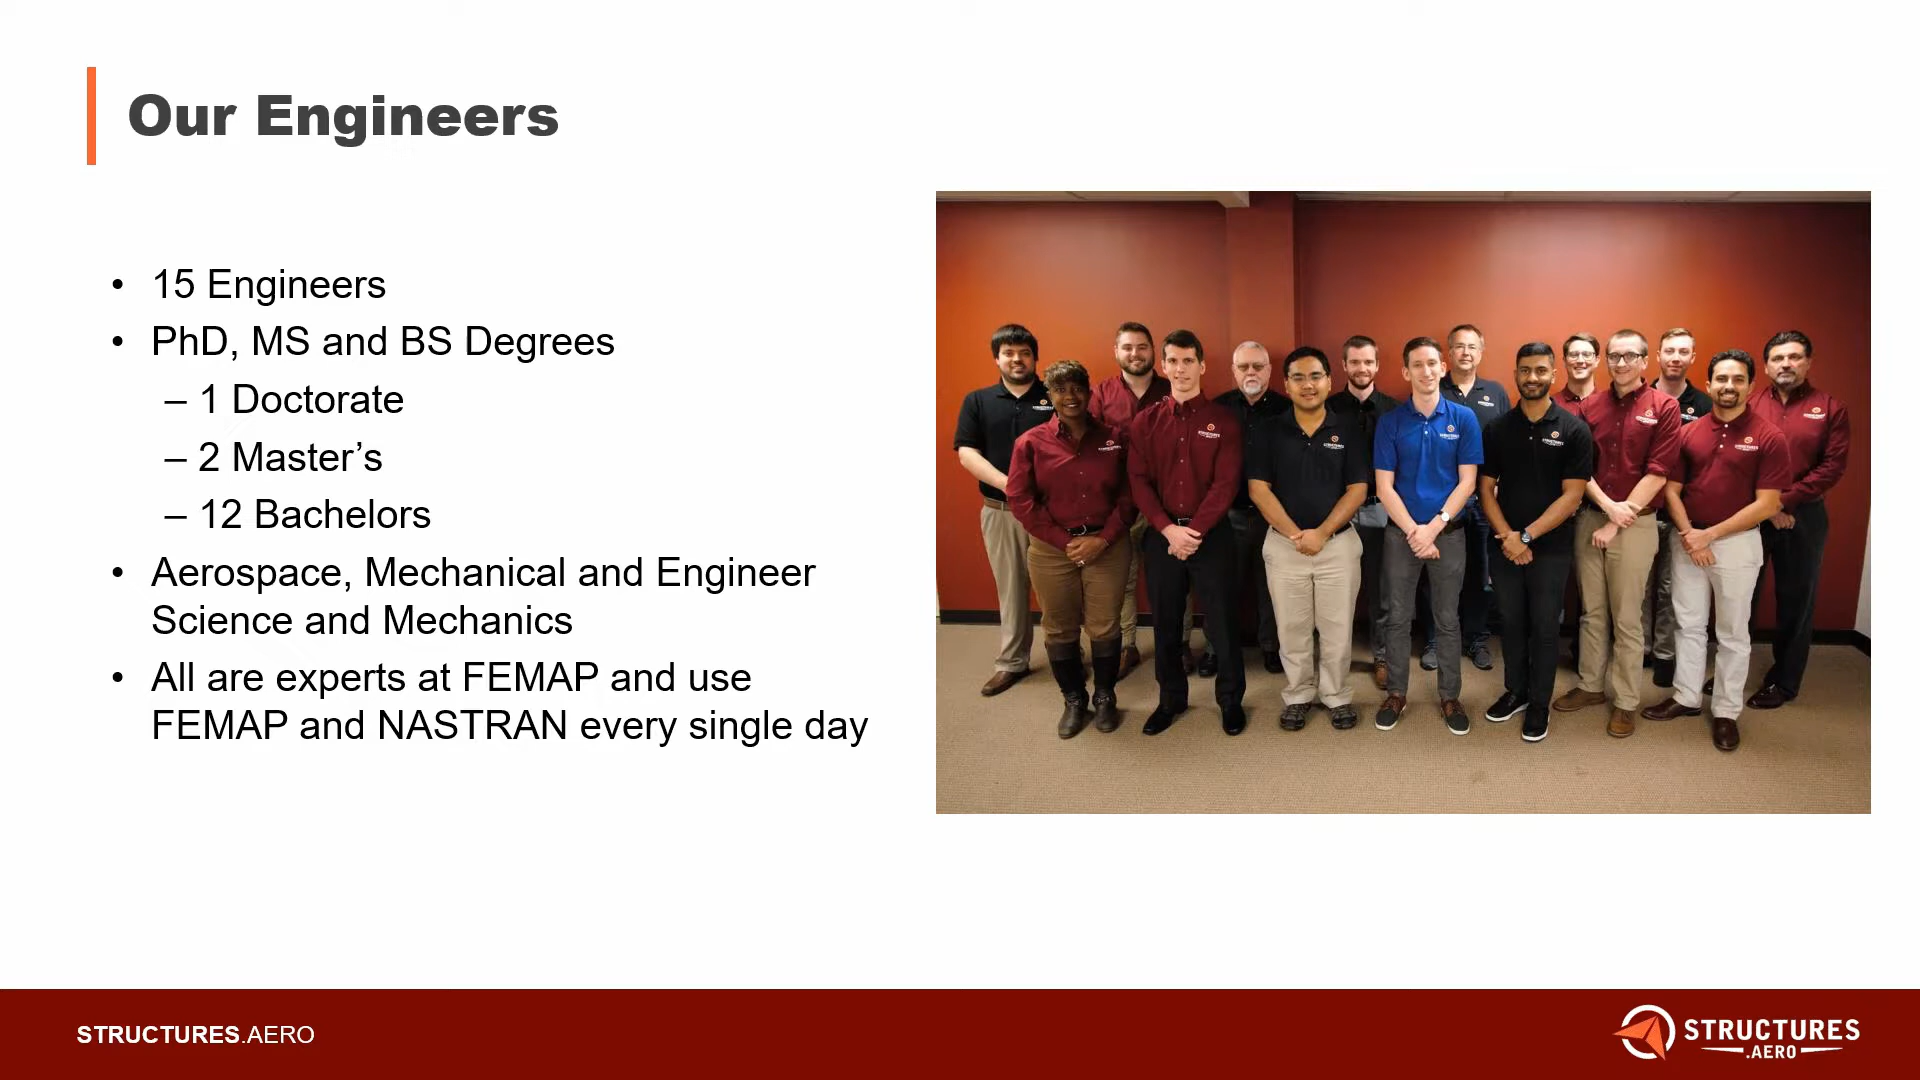 Our Engineers
• 15 Engineers
• PhD, MS and BS Degrees
– 1 Doctorate
– 2 Master’s
– 12 Bachelors
• Aerospace, Mechanical and Engineer
Science and Mechanics
• All are experts at FEMAP and use
FEMAP and NASTRAN every single day
STRUCTURES.AERO
STRUCTURES
.AERO